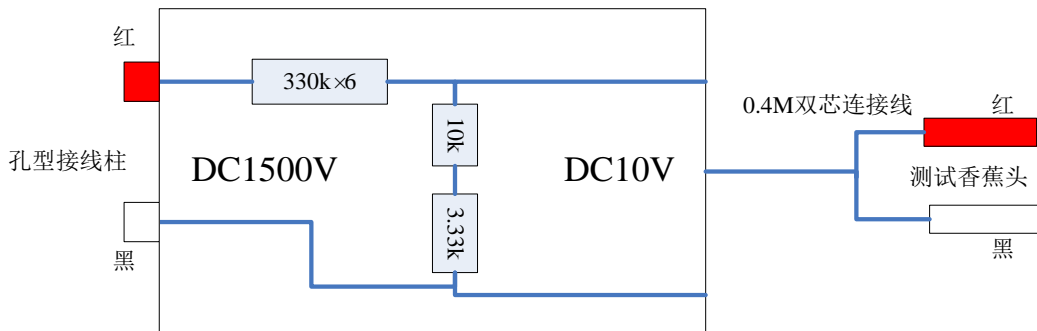 红
330k×6
0.4M双芯连接线
红
10k
孔型接线柱
DC1500V
DC10V
测试香蕉头
3.33k
黑
黑